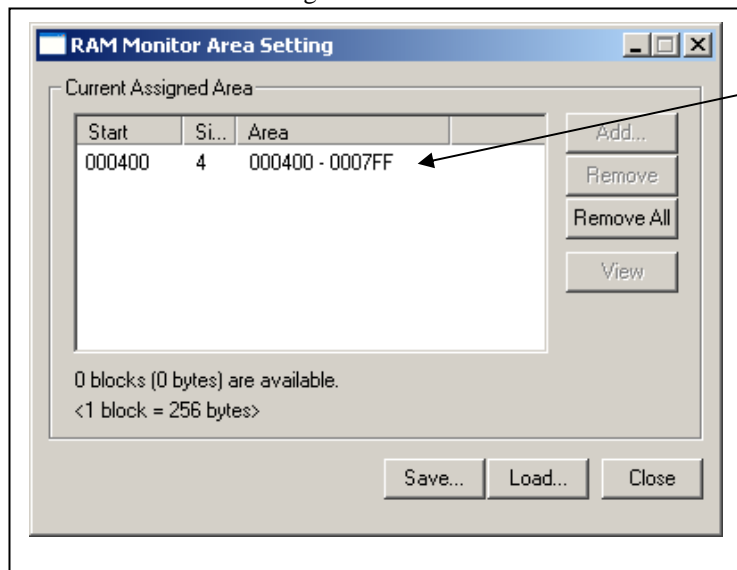 RAM Monitor Area Setting
Current Assigned Area
Start Si... Area
000400 4 000400 - 0007FF
Add...
Remove
Remove All
View
0 blocks (0 bytes) are available.
<1 block = 256 bytes>
Save... Load... Close